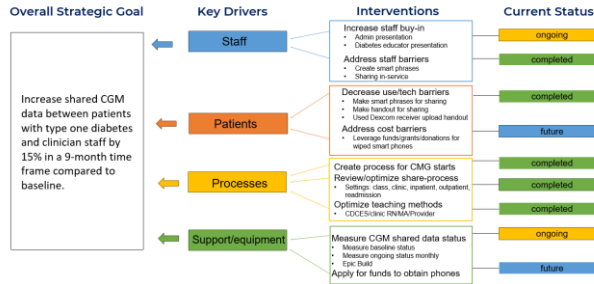 Overall Strategic Goal
Key Drivers
Interventions
Current Status
Increase shared CGM
data between patients
with type one diabetes
and clinician staff by
15% in a 9-month time
frame compared to
baseline.
Staff
Increase staff buy-in
• Admin presentation
• Diabetes educator presentation
Address staff barriers
• Create smart phrases
• Sharing in-service
ongoing
completed
Patients
Decrease use/tech barriers
• Make smart phrases for sharing
• Make handout for sharing
• Used Dexcom receiver upload handout
Address cost barriers
• Leverage funds/grants/donations for
wiped smart phones
completed
future
Processes
Create process for CMG starts
Review/optimize share-process
• Settings: class, clinic, inpatient, outpatient,
readmission
Optimize teaching methods
• CDCES/clinic RN/MA/Provider
completed
completed
completed
Support/equipment
Measure CGM shared data status
• Measure baseline status
• Measure ongoing status monthly
• Epic Build
Apply for funds to obtain phones
ongoing
future